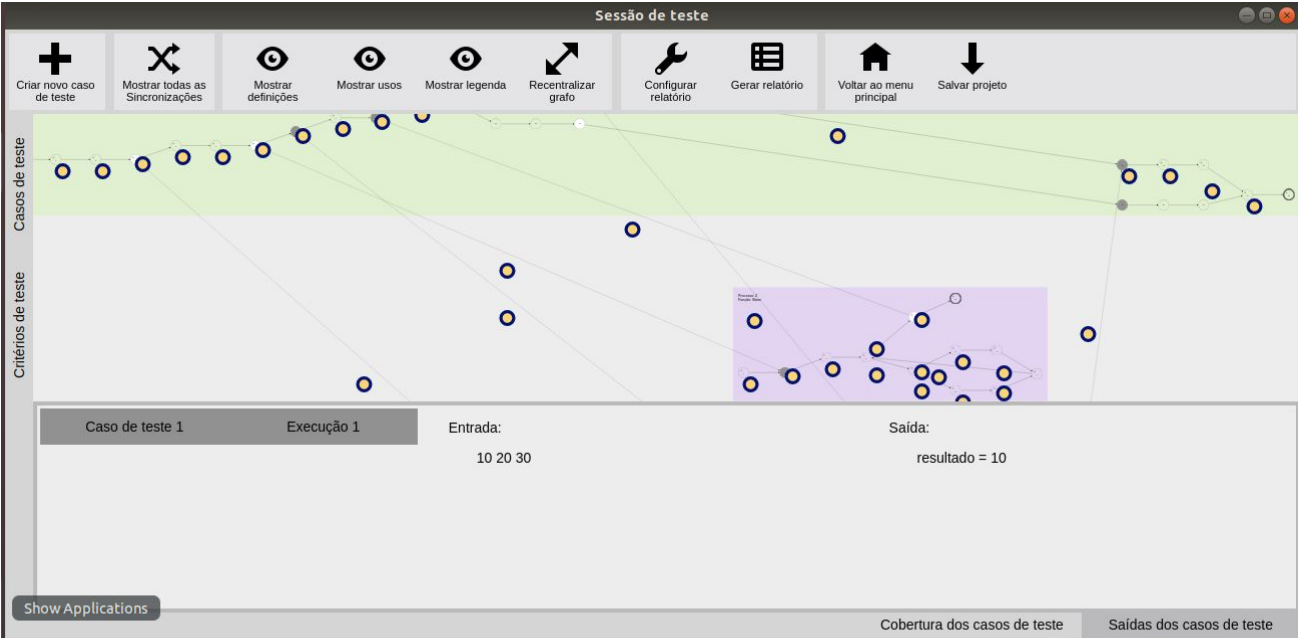 Sessão de teste
Criar novo caso
de teste
Mostrar todas as
Sincronizações
Mostrar
definições
Mostrar usos
Mostrar legenda
Recentralizar
grafo
Configurar
relatório
Gerar relatório
Voltar ao menu
principal
Salvar projeto
Casos de teste
Critérios de teste
Processo 2
Caso de teste 1
Execução 1
Entrada:
Saída:
10 20 30
resultado = 10
Show Applications
Cobertura dos casos de teste
Saídas dos casos de teste